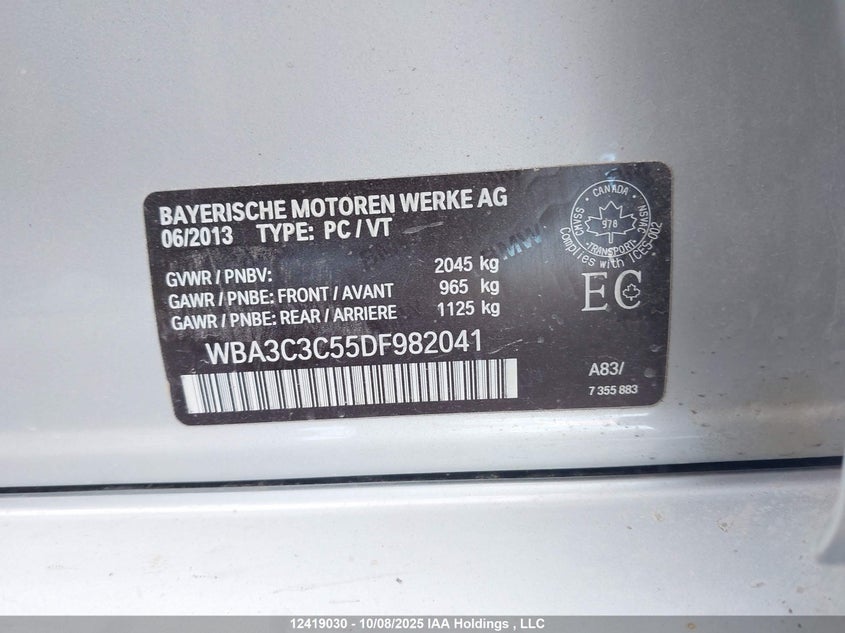 BAYERISCHE MOTOREN WERKE AG
06/2013 TYPE: PC / VT
GVWR / PNBV: 2045 kg
GAWR / PNBE: FRONT / AVANT 965 kg
GAWR / PNBE: REAR / ARRIERE 1125 kg
WBA3C3C55DF982041
CANADA
CMVSS NSVAC
978
TRANSPORT
Complies with ICES-002
EC
A83/
7 355 883
12419030 - 10/08/2025 IAA Holdings , LLC